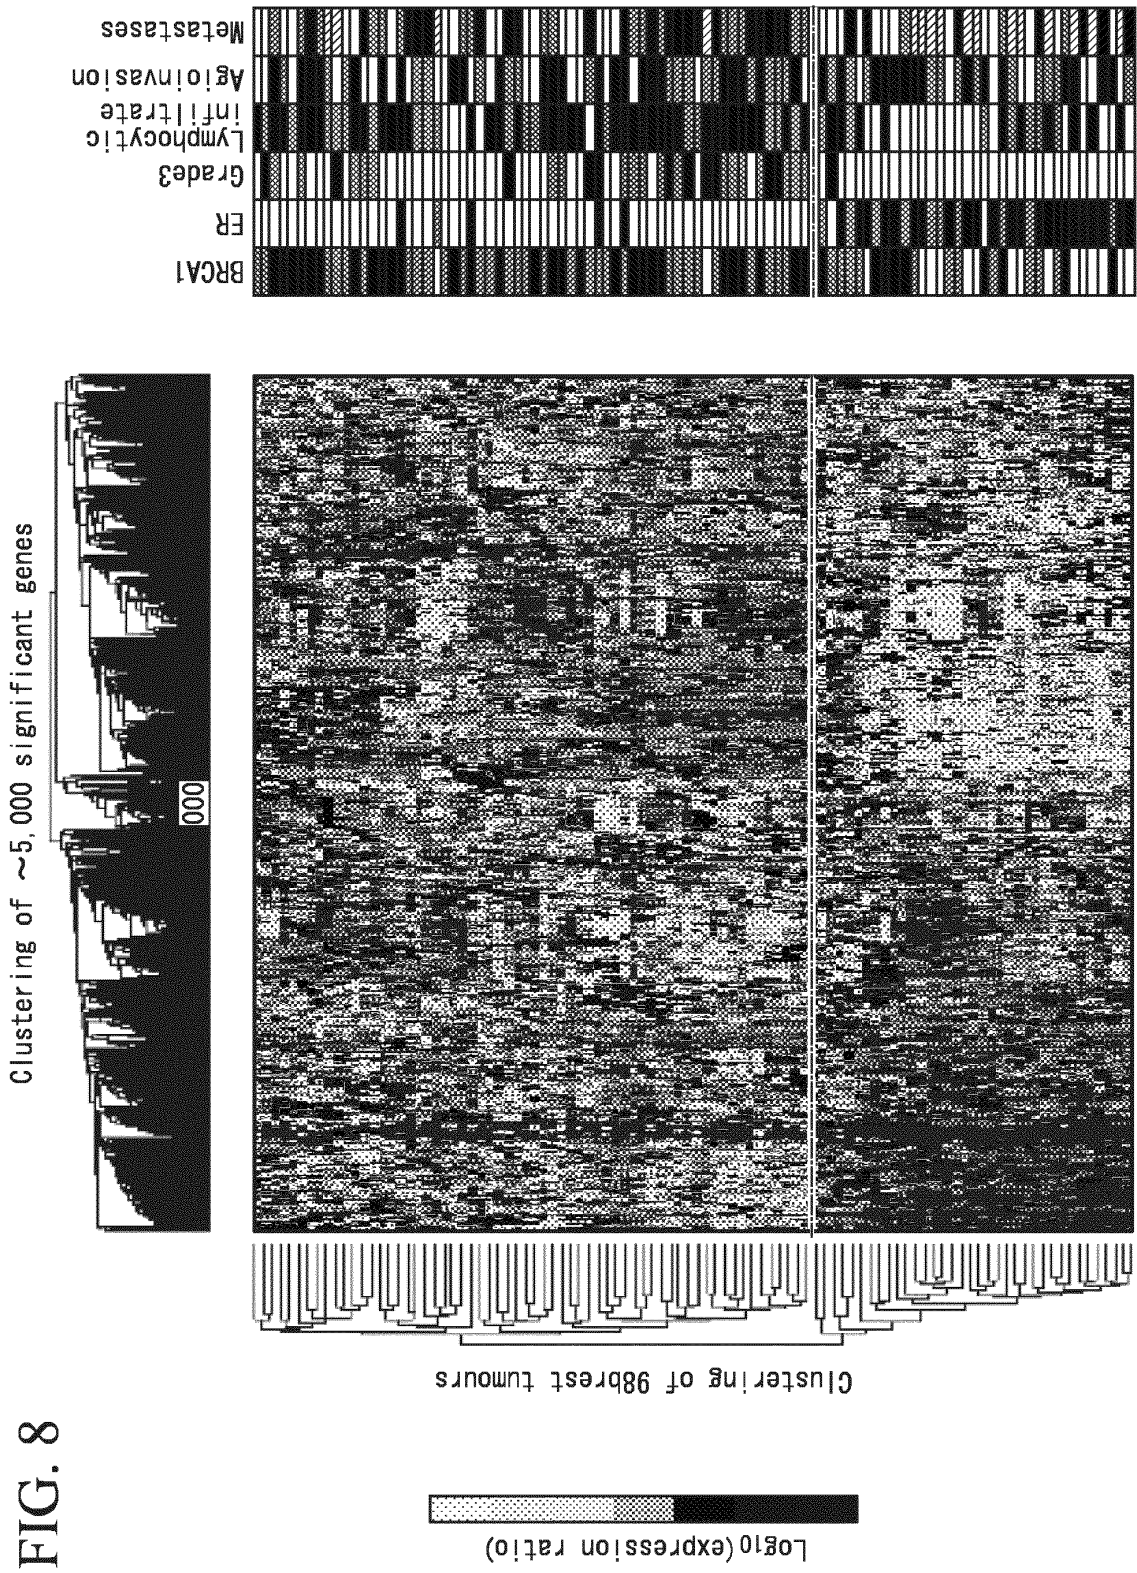 FIG. 8
Clustering of ～5,000 significant genes
000
Metastases
Agioinvasion
Lymphocytic
infiltrate
Grade3
ER
BRCA1
Clustering of 98brest tumours
Log10(expression ratio)